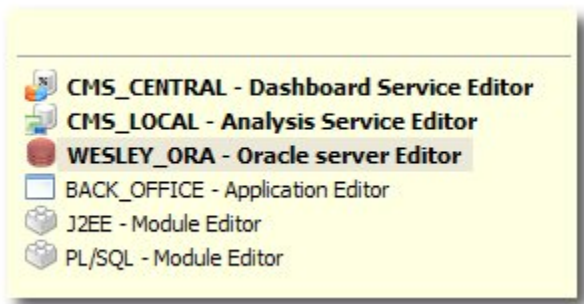 CMS_CENTRAL - Dashboard Service Editor
CMS_LOCAL - Analysis Service Editor
WESLEY_ORA - Oracle server Editor
BACK_OFFICE - Application Editor
J2EE - Module Editor
PL/SQL - Module Editor